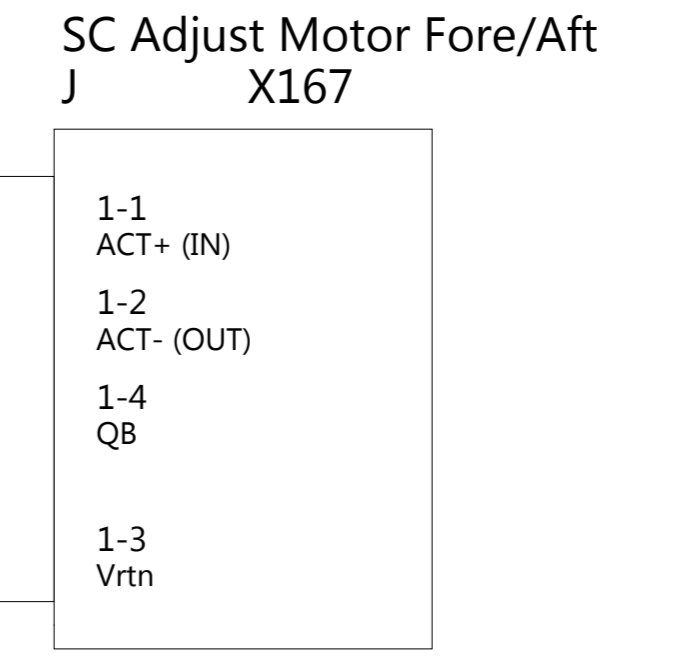 SC Adjust Motor Fore/Aft
J X167
1-1
ACT+ (IN)
1-2
ACT- (OUT)
1-4
QB
1-3
Vrtn